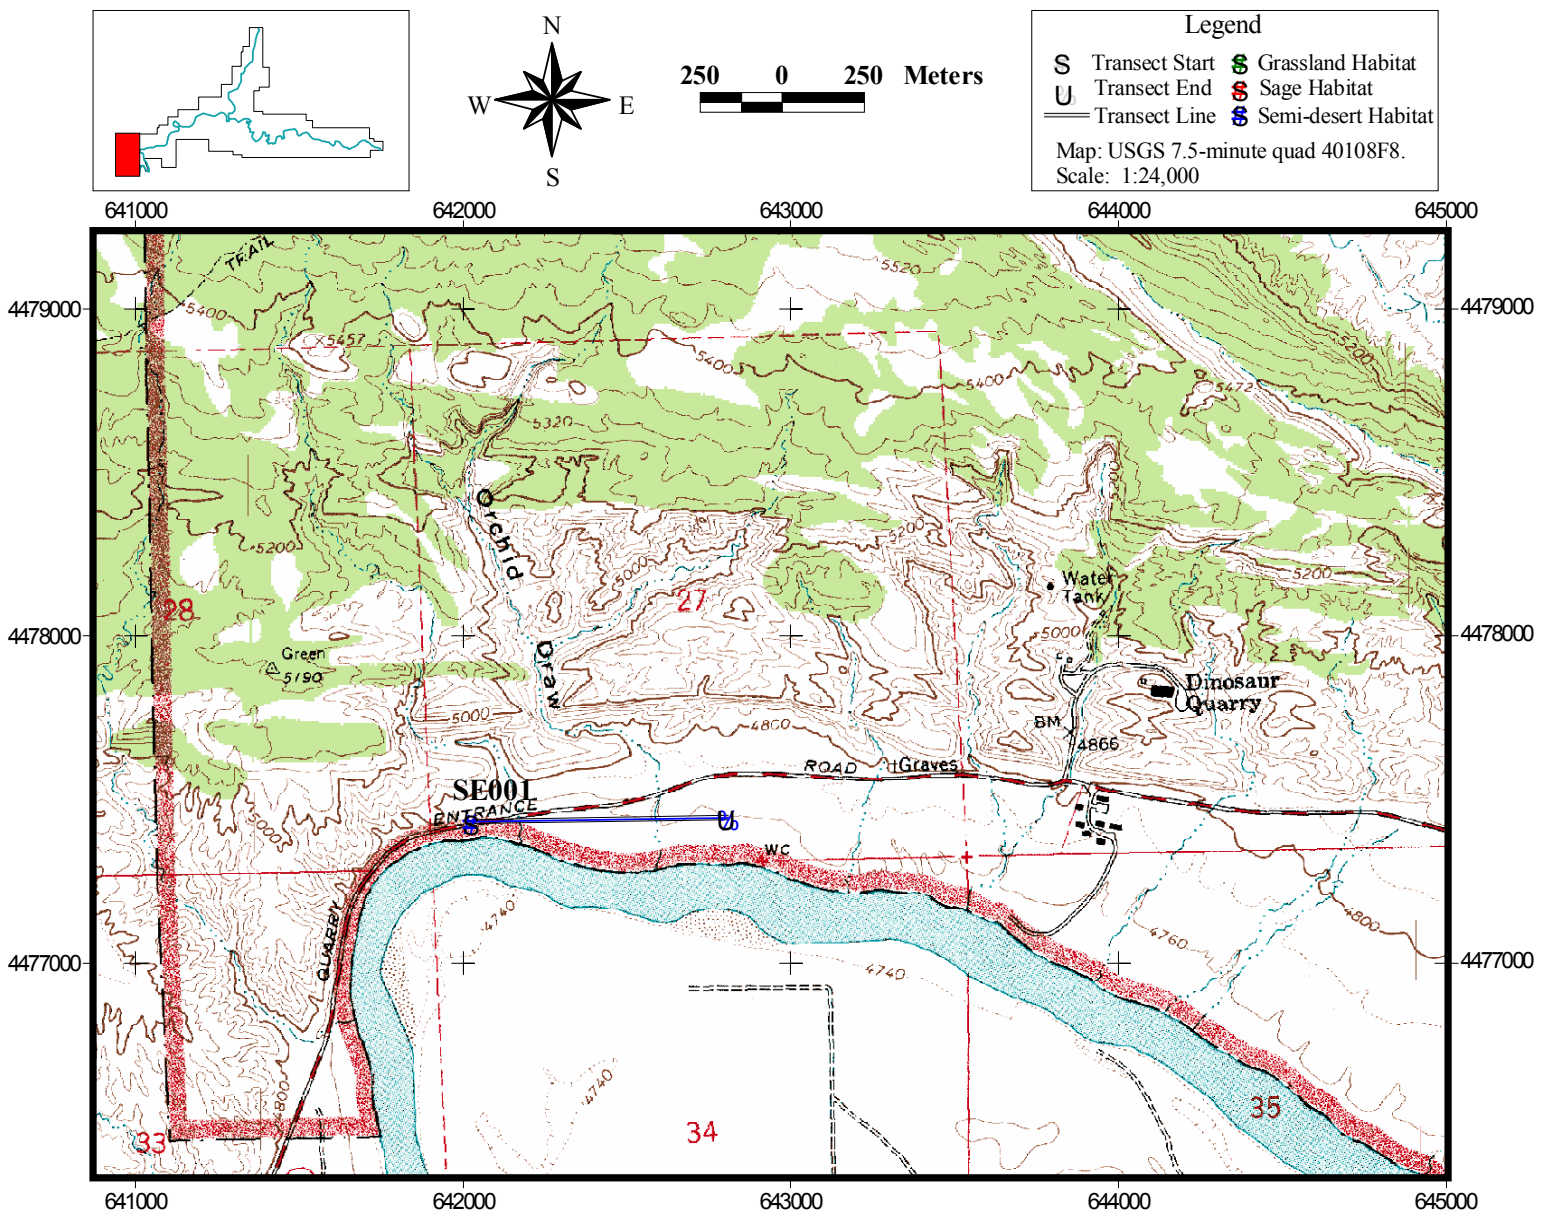 N
W E
S
250 0 250 Meters
Legend
S Transect Start
U Transect End
Transect Line
S Grassland Habitat
S Sage Habitat
S Semi-desert Habitat
Map: USGS 7.5-minute quad 40108F8.
Scale: 1:24,000
641000 642000 643000 644000 645000
TRAIL
5520
4479000
4479000
5400
5457
5400
5400
5200
5472
5320
Orchid
Draw
5200
5000
5200
Water
Tank
28
27
5000
4478000
4478000
Green
5190
Dinosaur
Quarry
5000
4800
BM
4866
ROAD
Graves
SE001
ENTRANCE
5000
WC
QUARRY
4740
4800
4760
4740
4477000
4477000
4800
4740
33
34
35
641000 642000 643000 644000 645000